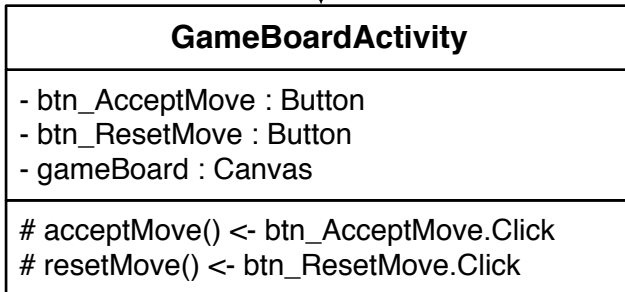 GameBoardActivity
- btn_AcceptMove : Button
- btn_ResetMove : Button
- gameBoard : Canvas
# acceptMove() <- btn_AcceptMove.Click
# resetMove() <- btn_ResetMove.Click